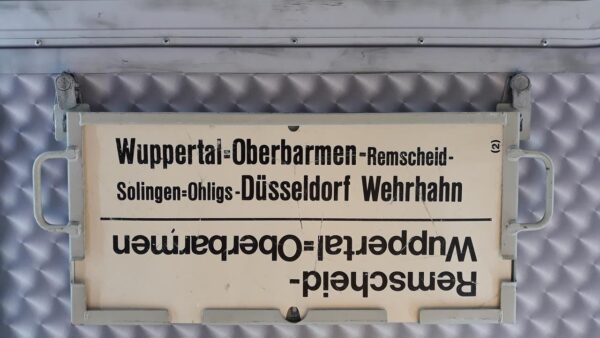 Wuppertal=Oberbarmen-Remscheid-
(2)
Solingen=Ohligs-Düsseldorf Wehrhahn
Remscheid-
Wuppertal=Oberbarmen